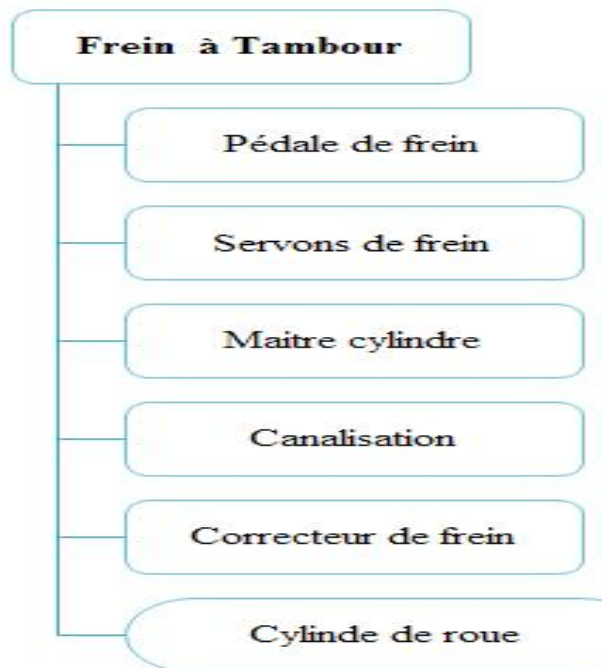 Frein à Tambour
Pédale de frein
Servons de frein
Maitre cylindre
Canalisation
Correcteur de frein
Cylinde de roue